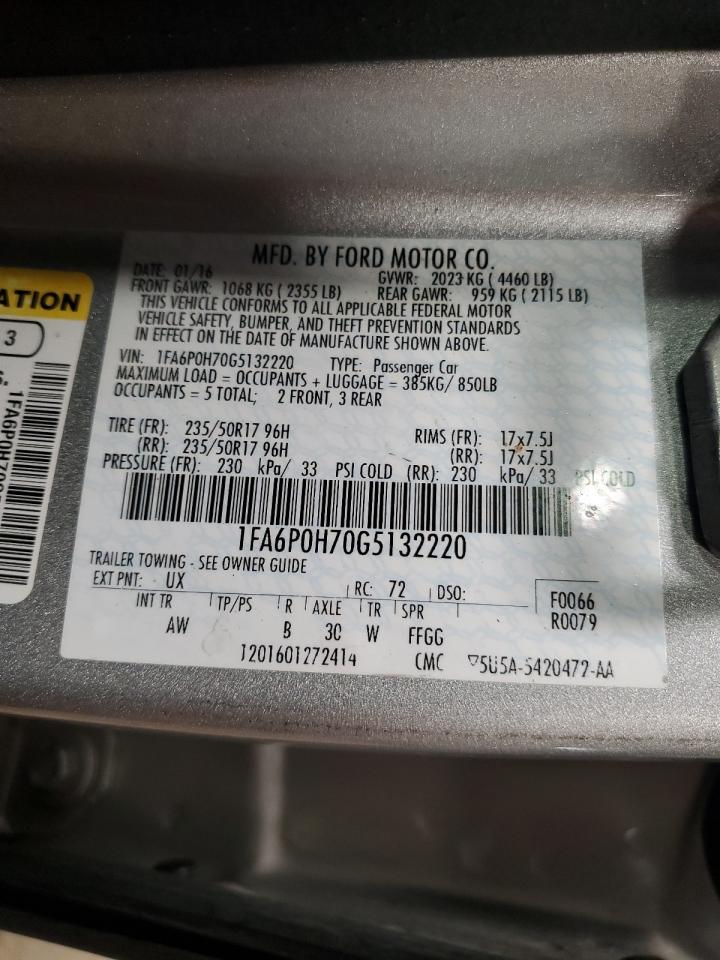 MFD. BY FORD MOTOR CO.
DATE: 01/16 GVWR: 2023 KG ( 4460 LB)
FRONT GAWR: 1068 KG ( 2355 LB) REAR GAWR: 959 KG ( 2115 LB)
THIS VEHICLE CONFORMS TO ALL APPLICABLE FEDERAL MOTOR
VEHICLE SAFETY, BUMPER, AND THEFT PREVENTION STANDARDS
IN EFFECT ON THE DATE OF MANUFACTURE SHOWN ABOVE.
VIN: 1FA6P0H70G5132220 TYPE: Passenger Car
MAXIMUM LOAD = OCCUPANTS + LUGGAGE = 385KG/ 850LB
OCCUPANTS = 5 TOTAL; 2 FRONT, 3 REAR
TIRE (FR): 235/50R17 96H RIMS (FR): 17x7.5J
(RR): 235/50R17 96H (RR): 17x7.5J
PRESSURE (FR): 230 kPa/ 33 PSI COLD (RR): 230 kPa/ 33 PSI COLD
1FA6P0H70G5132220
TRAILER TOWING - SEE OWNER GUIDE
EXT PNT: UX RC: 72 DSO: F0066
INT TR TP/PS R AXLE TR SPR R0079
AW B 30 W FFGG
1201601272414 CMC ▽5U5A-5420472-AA
ATION
3
S.
1FA6P0H70